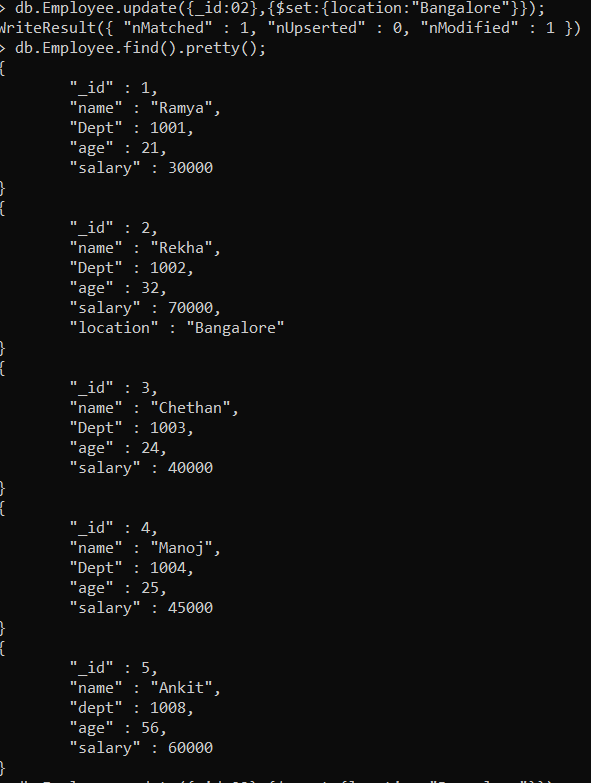 > db.Employee.update({_id:02},{$set:{location:"Bangalore"}});
WriteResult({ "nMatched" : 1, "nUpserted" : 0, "nModified" : 1 })
> db.Employee.find().pretty();
{
"_id" : 1,
"name" : "Ramya",
"Dept" : 1001,
"age" : 21,
"salary" : 30000
}
{
"_id" : 2,
"name" : "Rekha",
"Dept" : 1002,
"age" : 32,
"salary" : 70000,
"location" : "Bangalore"
}
{
"_id" : 3,
"name" : "Chethan",
"Dept" : 1003,
"age" : 24,
"salary" : 40000
}
{
"_id" : 4,
"name" : "Manoj",
"Dept" : 1004,
"age" : 25,
"salary" : 45000
}
{
"_id" : 5,
"name" : "Ankit",
"dept" : 1008,
"age" : 56,
"salary" : 60000
}